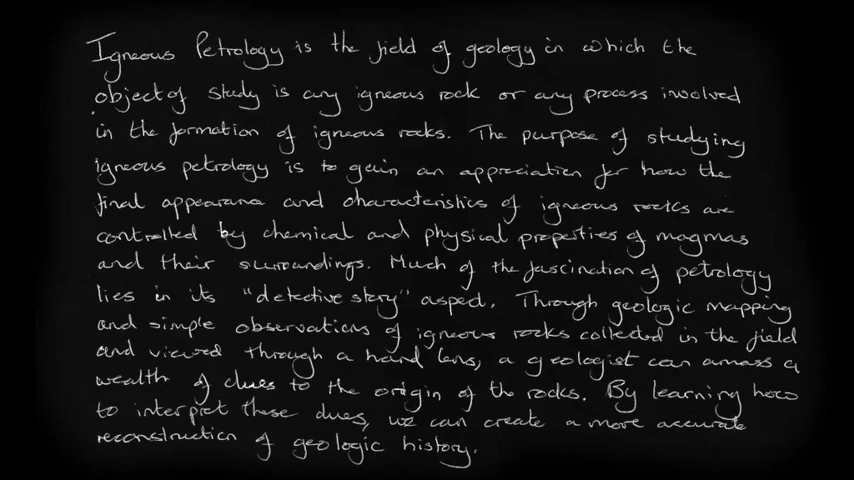 Igneous Petrology is the field of geology in which the
object of study is any igneous rock or any process involved
in the formation of igneous rocks. The purpose of studying
igneous petrology is to gain an appreciation for how the
final appearance and characteristics of igneous rocks are
controlled by chemical and physical properties of magmas
and their surroundings. Much of the fascination of petrology
lies in its "detective story" aspect. Through geologic mapping
and simple observations of igneous rocks collected in the field
and viewed through a hand lens, a geologist can amass a
wealth of clues to the origin of the rocks. By learning how
to interpret these clues, we can create a more accurate
reconstruction of geologic history.